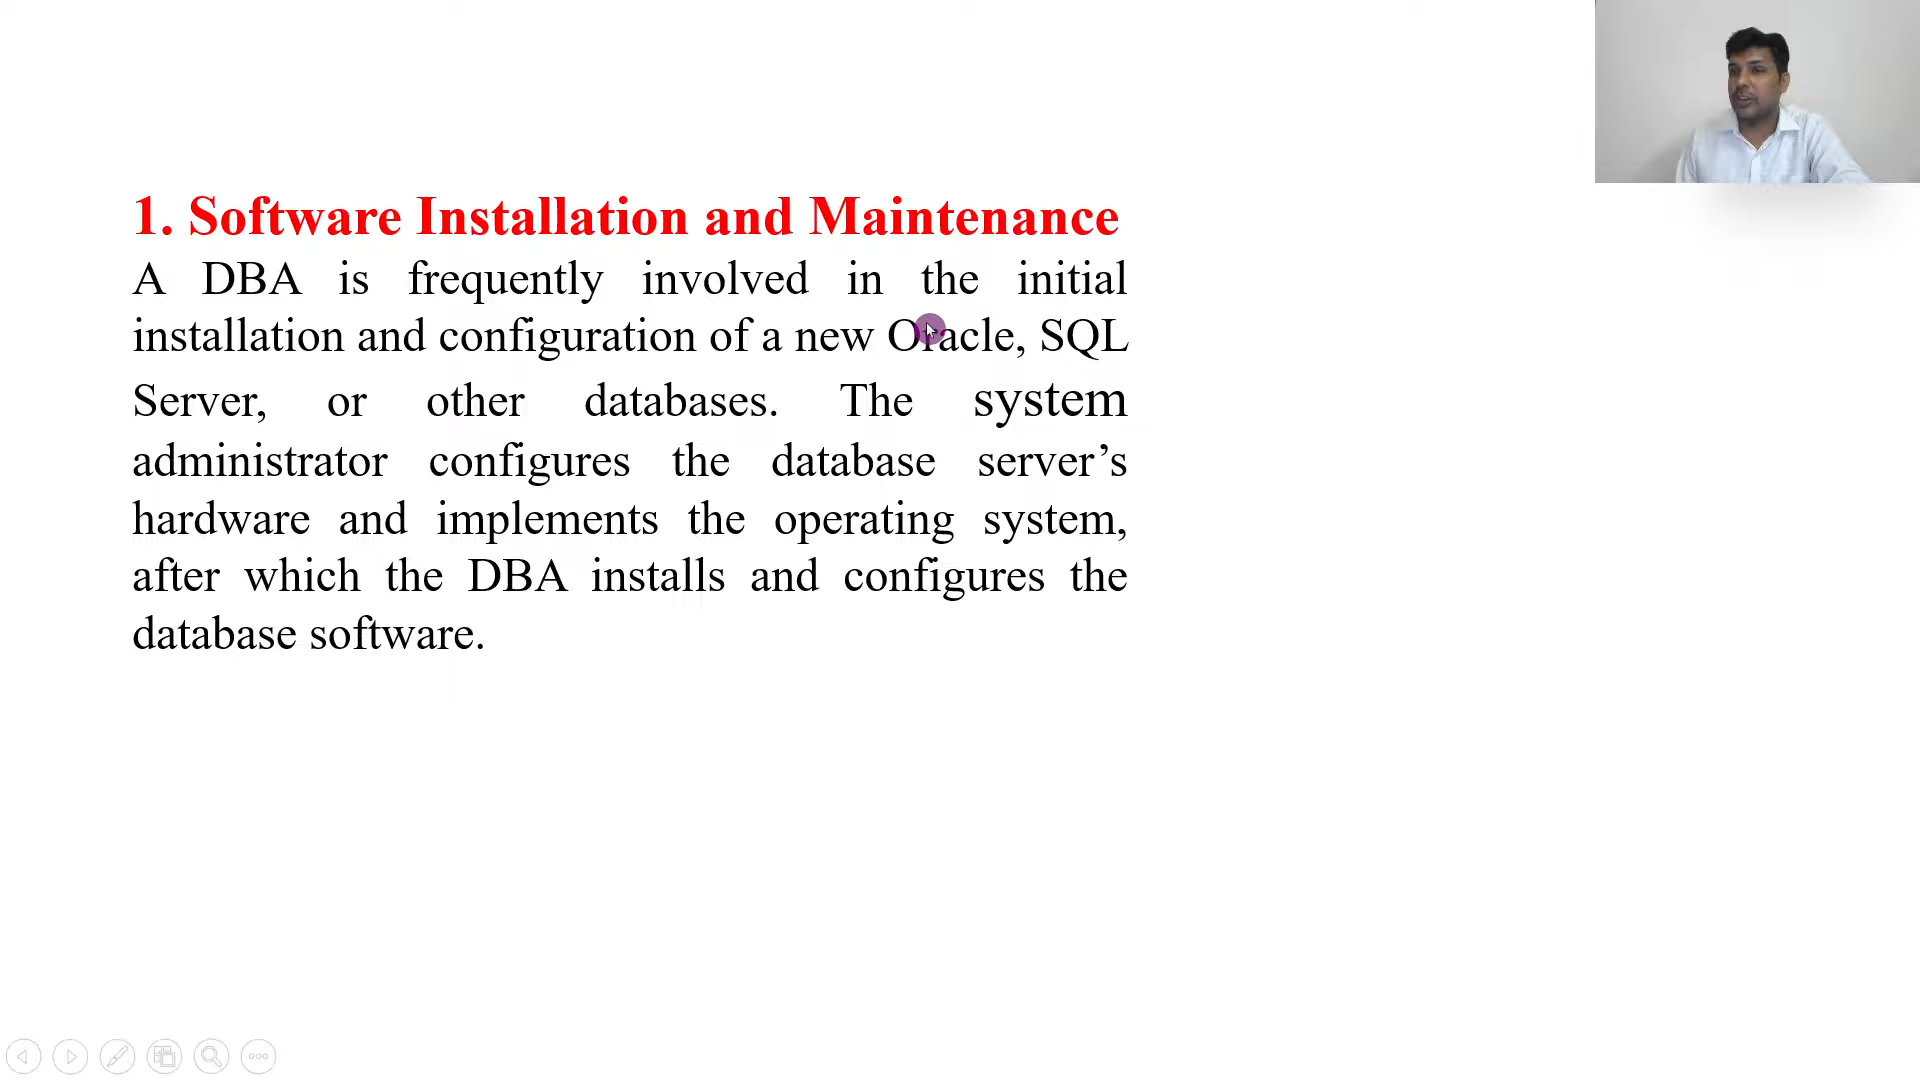 1. Software Installation and Maintenance
A DBA is frequently involved in the initial
installation and configuration of a new Oracle, SQL
Server, or other databases. The system
administrator configures the database server’s
hardware and implements the operating system,
after which the DBA installs and configures the
database software.